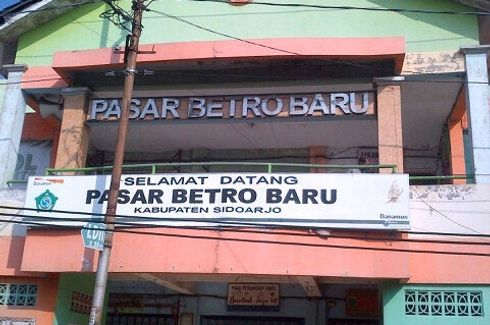 PASAR BETRO BARU
SELAMAT DATANG
PASAR BETRO BARU
KABUPATEN SIDOARJO
Danamon